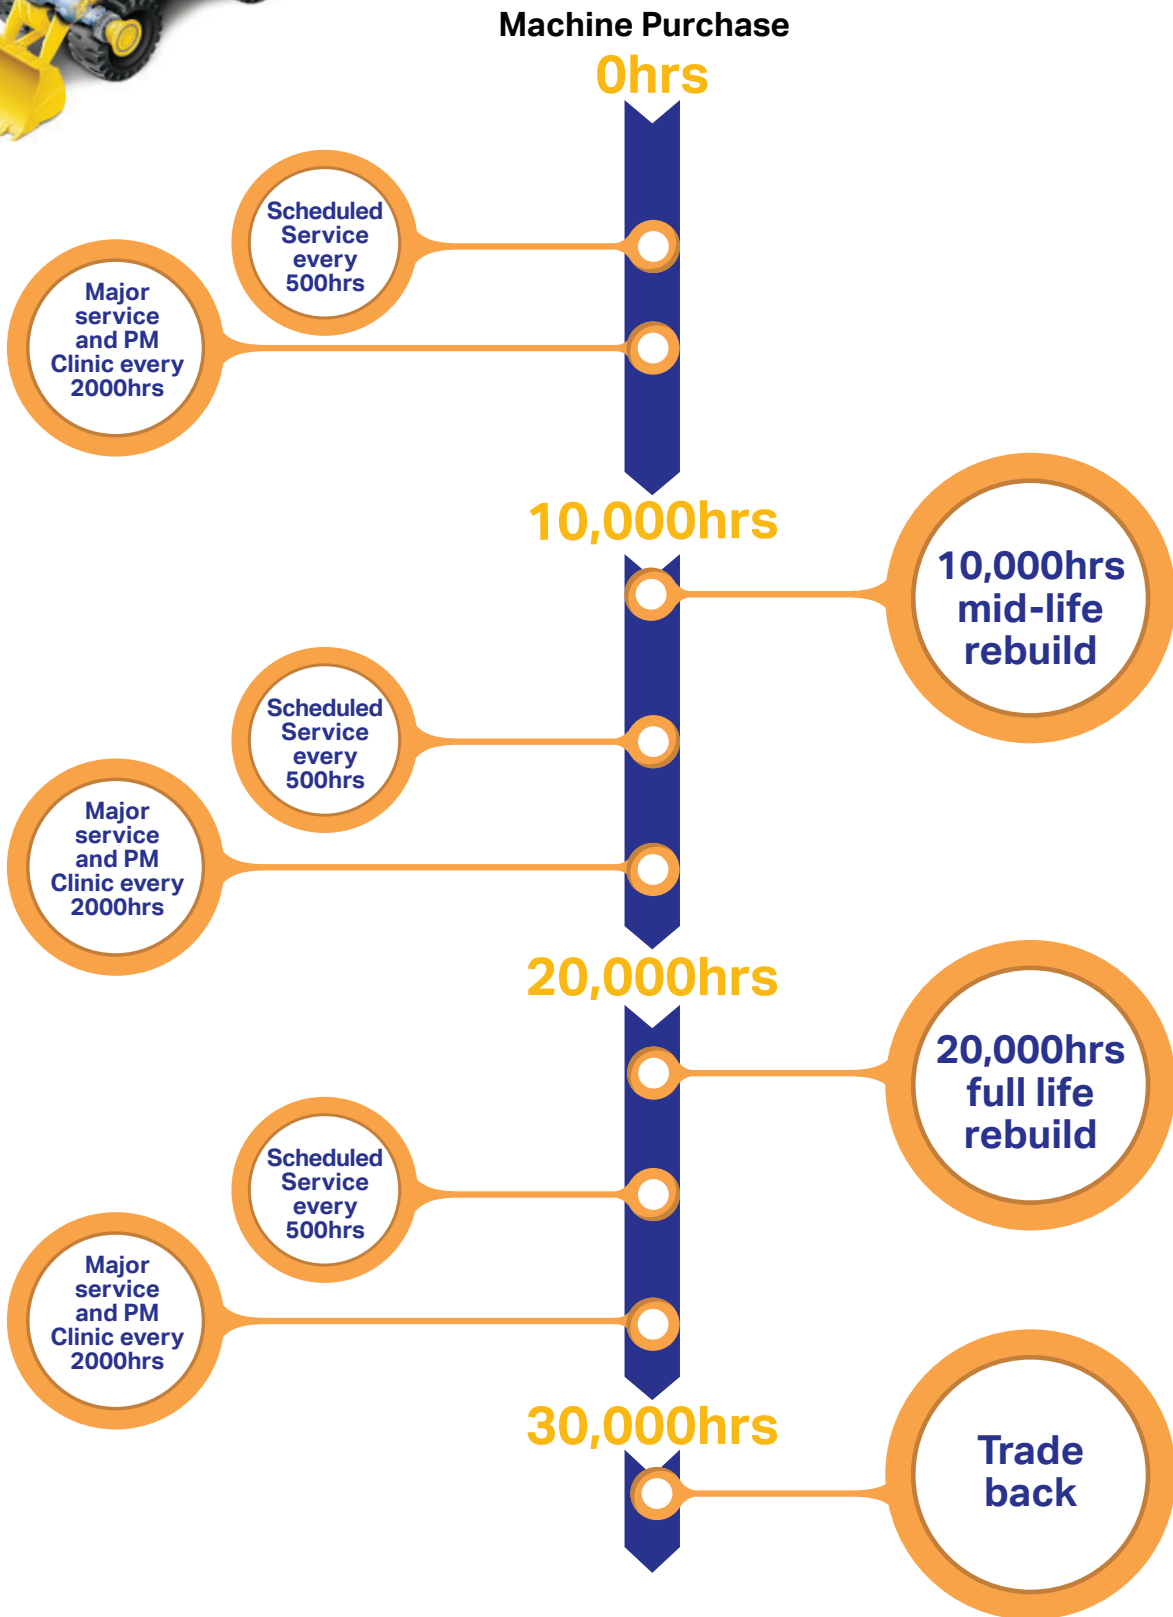 Machine Purchase
0hrs
Scheduled
Service
every
500hrs
Major
service
and PM
Clinic every
2000hrs
10,000hrs
10,000hrs
mid-life
rebuild
Scheduled
Service
every
500hrs
Major
service
and PM
Clinic every
2000hrs
20,000hrs
20,000hrs
full life
rebuild
Scheduled
Service
every
500hrs
Major
service
and PM
Clinic every
2000hrs
30,000hrs
Trade
back